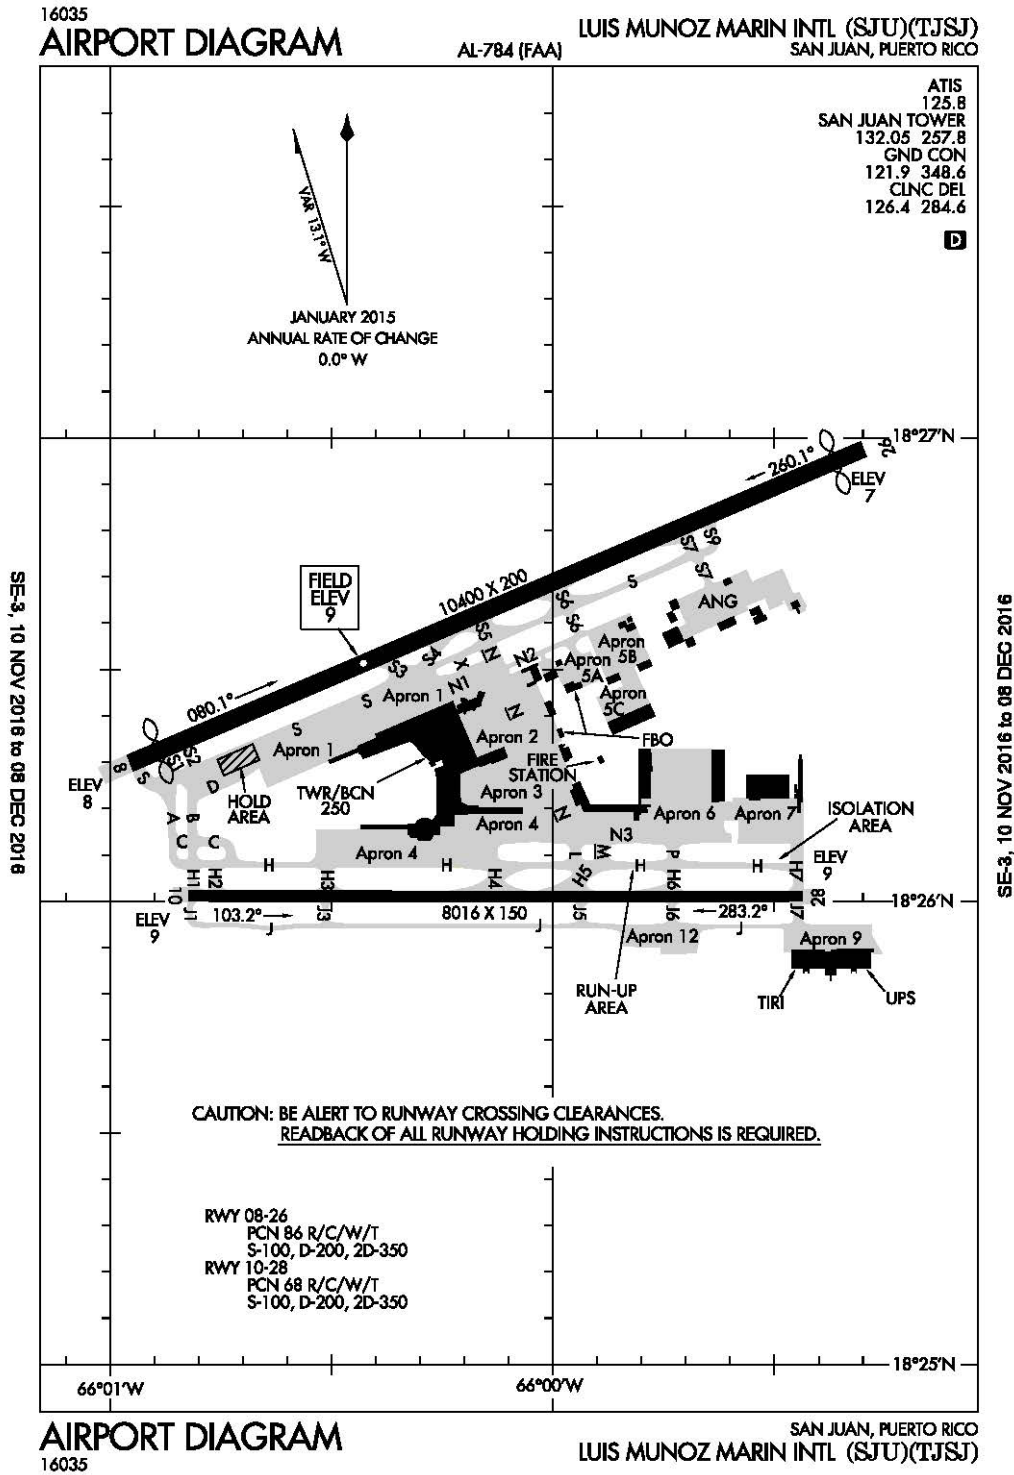 16035
AIRPORT DIAGRAM
AL-784 (FAA)
LUIS MUNOZ MARIN INTL (SJU)(TJSJ)
SAN JUAN, PUERTO RICO
ATIS
125.8
SAN JUAN TOWER
132.05 257.8
GND CON
121.9 348.6
CLNC DEL
126.4 284.6
D
VAR 13.1° W
JANUARY 2015
ANNUAL RATE OF CHANGE
0.0° W
18°27'N
26
260.1°
ELEV
7
FIELD
ELEV
9
10400 X 200
S9
S7
S7
S
ANG
S6
S6
S5
S4
S3
X
N
N2
N1
N
Apron
5B
Apron
5A
Apron
5C
Apron 1
S
080.1°
S
Apron 1
Apron 2
FBO
FIRE
STATION
S2
S1
8
S
ELEV
8
D
HOLD
AREA
TWR/BCN
250
Apron 3
Apron 4
N
N3
Apron 6
Apron 7
ISOLATION
AREA
A
B
C
C
Apron 4
L
M
P
H
H
H
H
ELEV
9
H1
H2
H3
H4
H5
H6
H7
10
28
18°26'N
ELEV
9
J1
103.2°
J3
8016 X 150
J5
J6
283.2°
J7
J
J
J
Apron 12
Apron 9
RUN-UP
AREA
TIRI
UPS
CAUTION: BE ALERT TO RUNWAY CROSSING CLEARANCES.
READBACK OF ALL RUNWAY HOLDING INSTRUCTIONS IS REQUIRED.
RWY 08-26
PCN 86 R/C/W/T
S-100, D-200, 2D-350
RWY 10-28
PCN 68 R/C/W/T
S-100, D-200, 2D-350
18°25'N
66°01'W
66°00'W
SE-3, 10 NOV 2016 to 08 DEC 2016
SE-3, 10 NOV 2016 to 08 DEC 2016
AIRPORT DIAGRAM
16035
SAN JUAN, PUERTO RICO
LUIS MUNOZ MARIN INTL (SJU)(TJSJ)